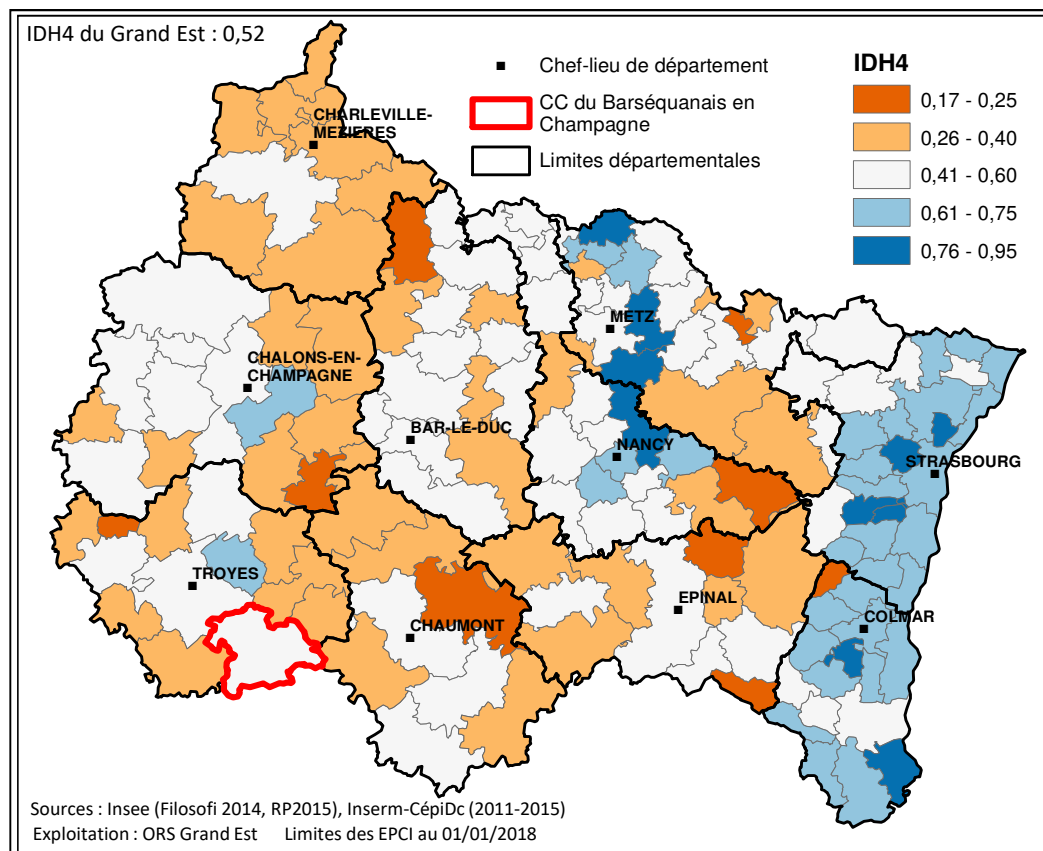 IDH4 du Grand Est : 0,52
Chef-lieu de département
CC du Barséquanais en
Champagne
Limites départementales
IDH4
0,17 - 0,25
0,26 - 0,40
0,41 - 0,60
0,61 - 0,75
0,76 - 0,95
CHARLEVILLE-
MEZIERES
METZ
CHALONS-EN-
CHAMPAGNE
BAR-LE-DUC
NANCY
STRASBOURG
TROYES
EPINAL
CHAUMONT
COLMAR
Sources : Insee (Filosofi 2014, RP2015), Inserm-CépiDc (2011-2015)
Exploitation : ORS Grand Est Limites des EPCI au 01/01/2018